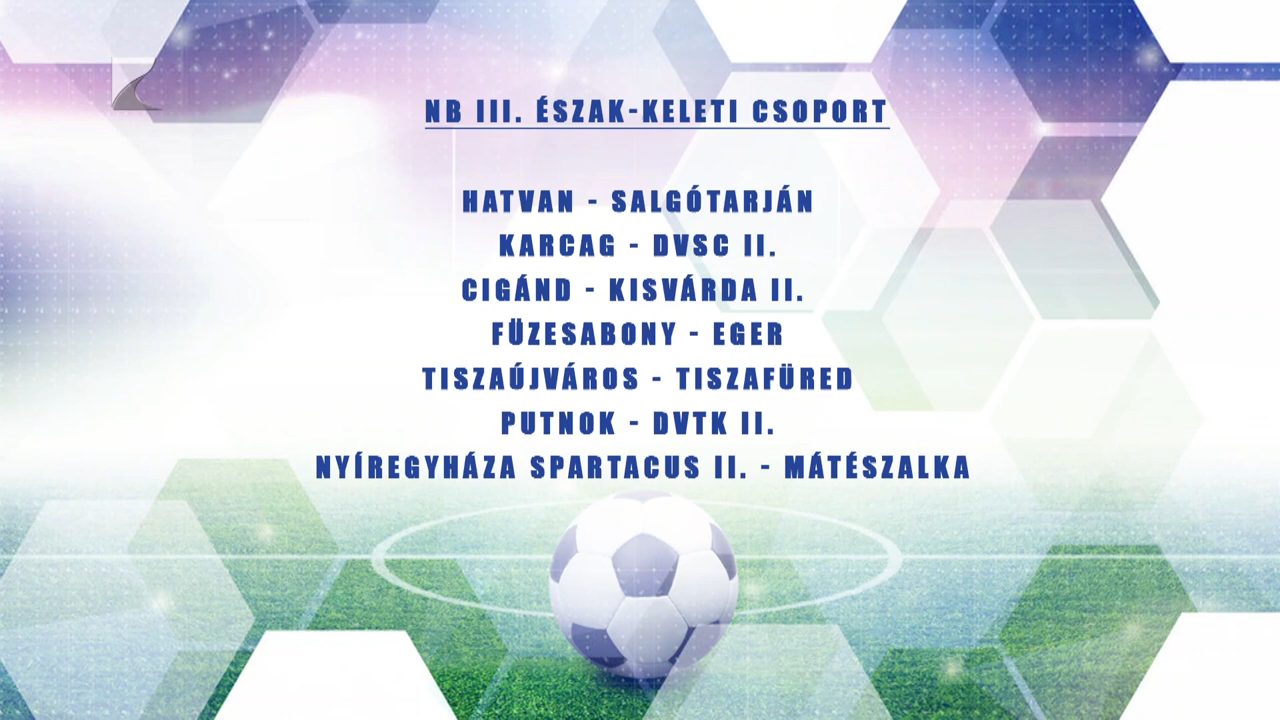 NB III. ÉSZAK-KELETI CSOPORT
HATVAN - SALGÓTARJÁN
KARCAG - DVSC II.
CIGÁND - KISVÁRDA II.
FÜZESABONY - EGER
TISZAÚJVÁROS - TISZAFÜRED
PUTNOK - DVTK II.
NYÍREGYHÁZA SPARTACUS II. - MÁTÉSZALKA